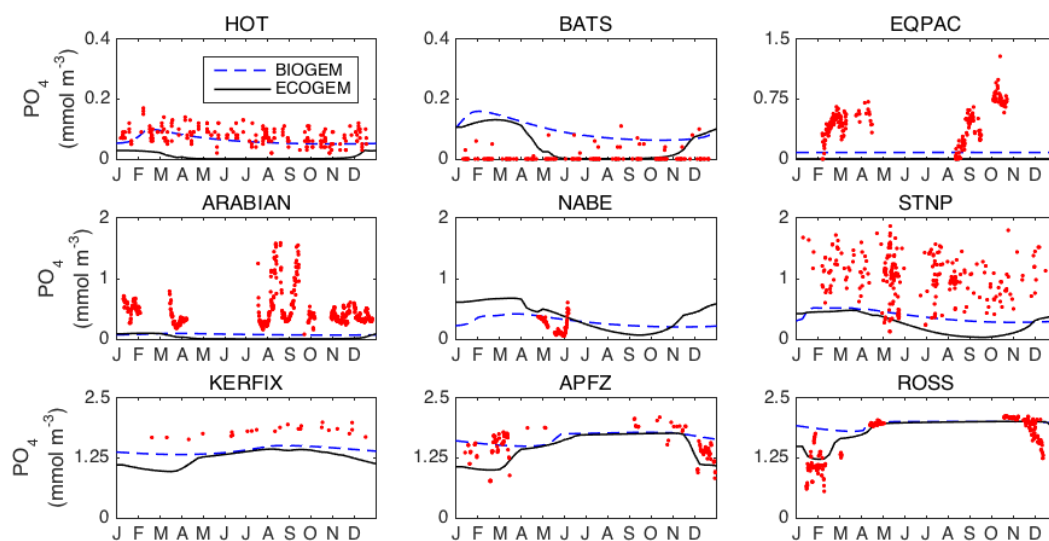 HOT
BATS
EQPAC
PO4
(mmol m-3)
0.4
0.2
0
BIOGEM
ECOGEM
J F M A M J J A S O N D
0.4
0.2
0
J F M A M J J A S O N D
1.5
0.75
0
J F M A M J J A S O N D
ARABIAN
NABE
STNP
PO4
(mmol m-3)
2
1
0
J F M A M J J A S O N D
2
1
0
J F M A M J J A S O N D
2
1
0
J F M A M J J A S O N D
KERFIX
APFZ
ROSS
PO4
(mmol m-3)
2.5
1.25
0
J F M A M J J A S O N D
2.5
1.25
0
J F M A M J J A S O N D
2.5
1.25
0
J F M A M J J A S O N D